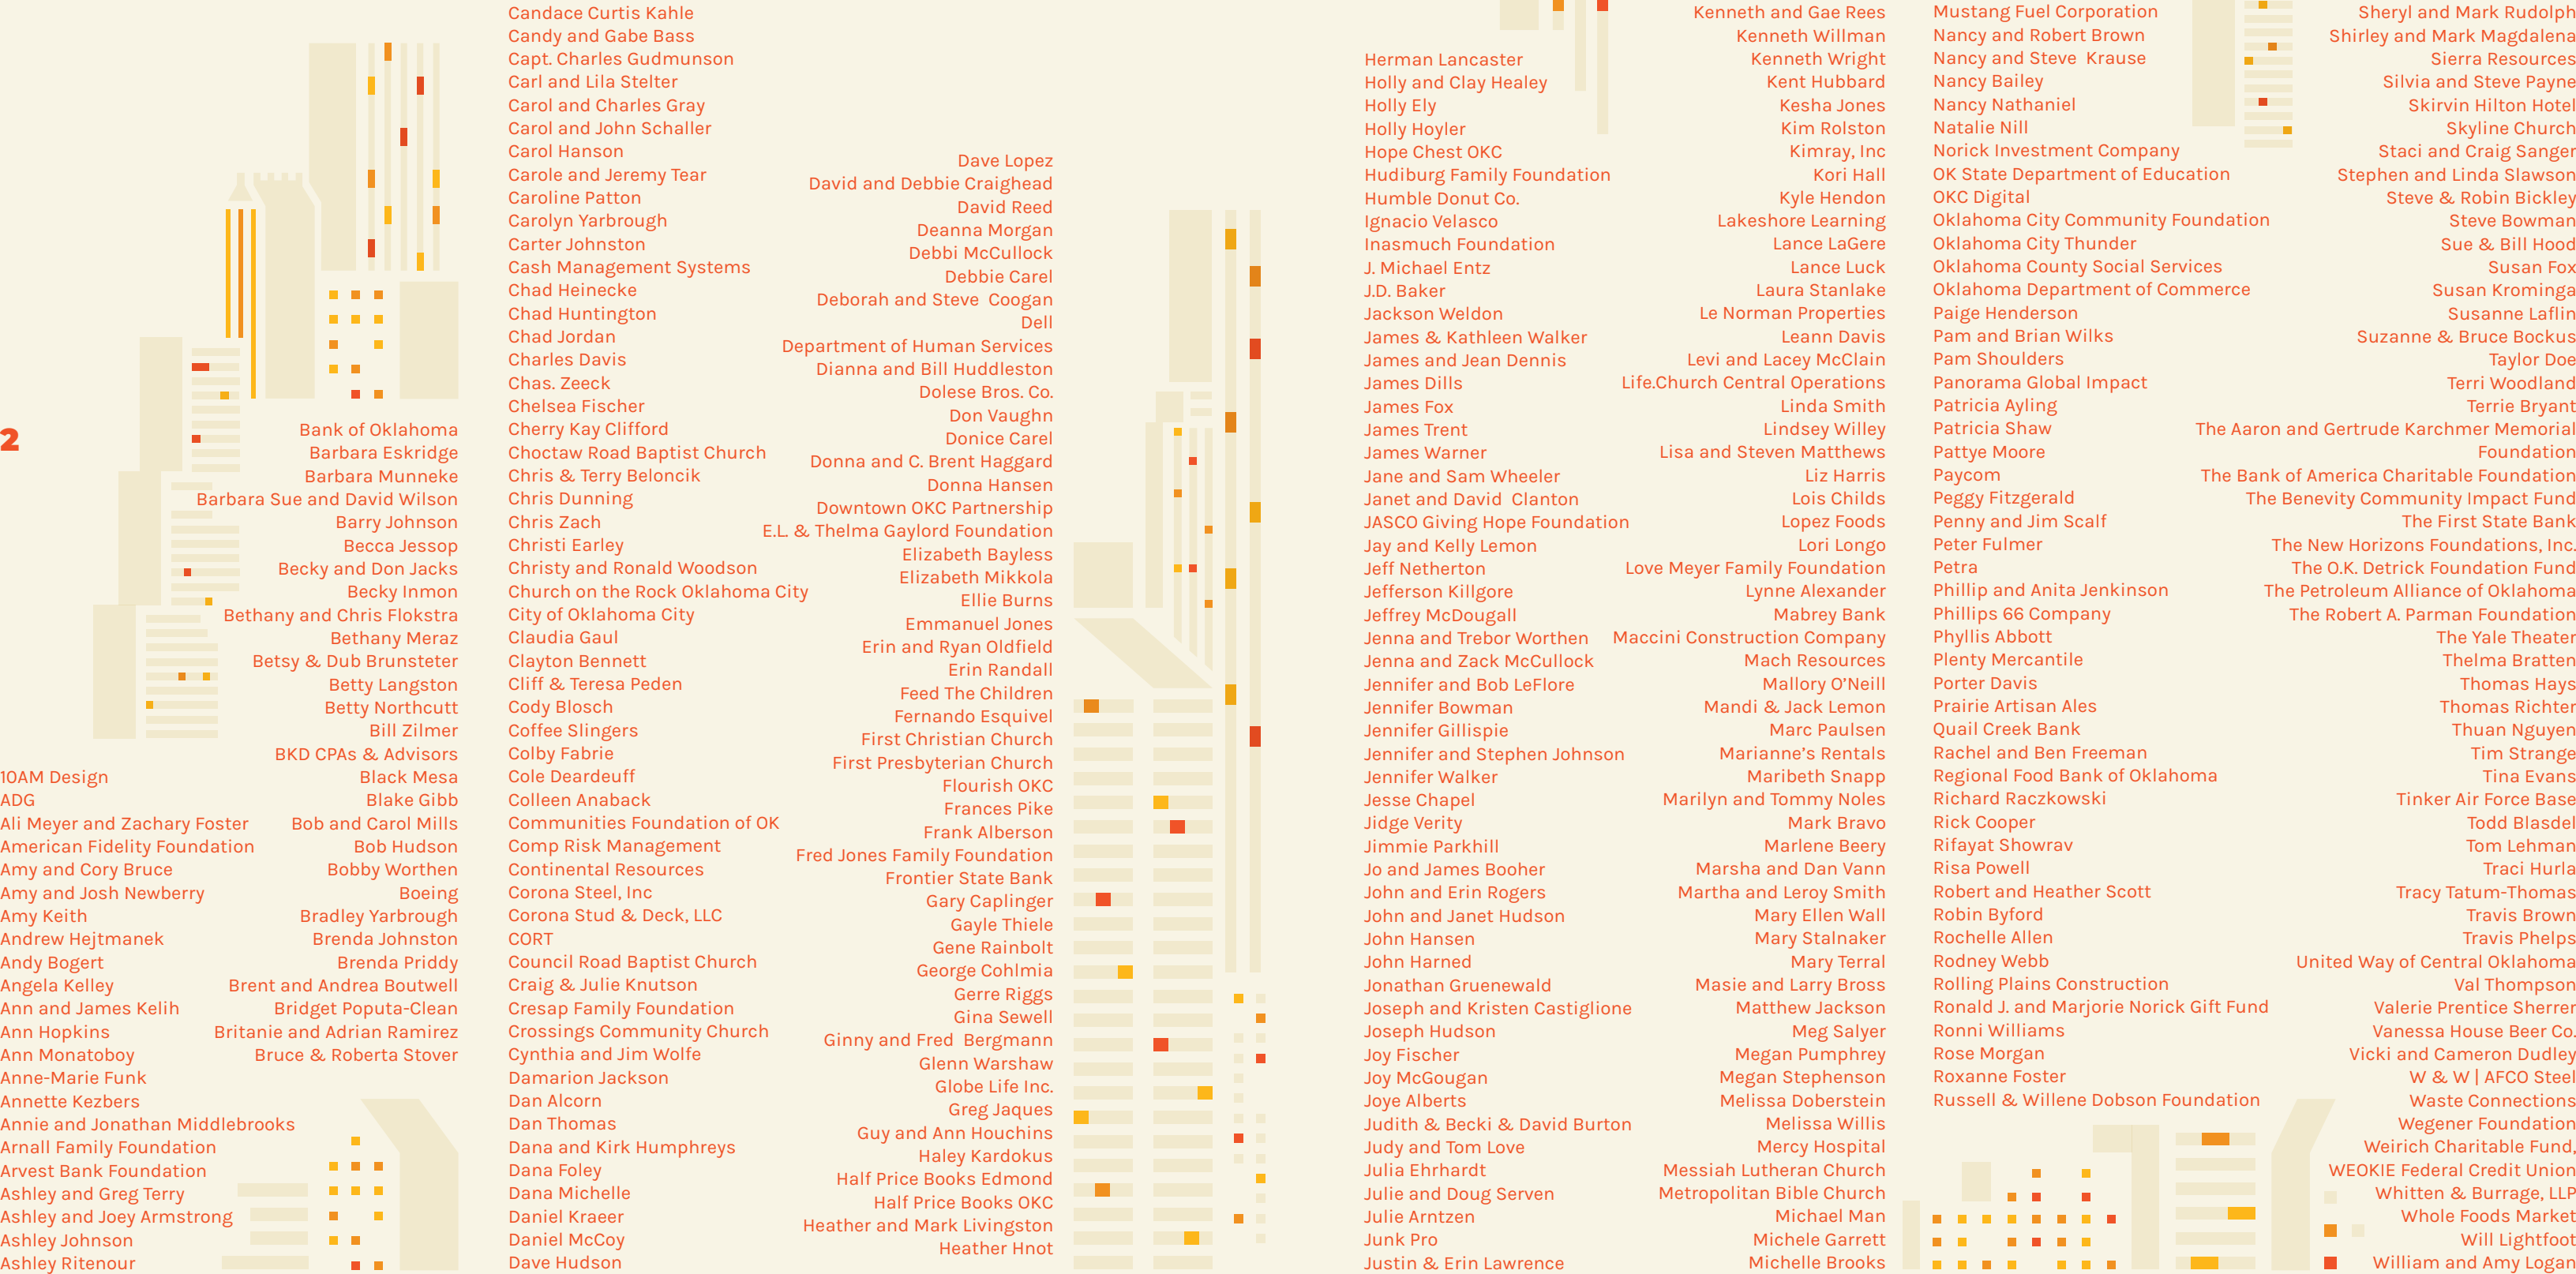 2
10AM Design
ADG
Ali Meyer and Zachary Foster
American Fidelity Foundation
Amy and Cory Bruce
Amy and Josh Newberry
Amy Keith
Andrew Hejtmanek
Andy Bogert
Angela Kelley
Ann and James Kelih
Ann Hopkins
Ann Monatoboy
Anne-Marie Funk
Annette Kezbers
Annie and Jonathan Middlebrooks
Arnall Family Foundation
Arvest Bank Foundation
Ashley and Greg Terry
Ashley and Joey Armstrong
Ashley Johnson
Ashley Ritenour
Bank of Oklahoma
Barbara Eskridge
Barbara Munneke
Barbara Sue and David Wilson
Barry Johnson
Becca Jessop
Becky and Don Jacks
Becky Inmon
Bethany and Chris Flokstra
Bethany Meraz
Betsy & Dub Brunsteter
Betty Langston
Betty Northcutt
Bill Zilmer
BKD CPAs & Advisors
Black Mesa
Blake Gibb
Bob and Carol Mills
Bob Hudson
Bobby Worthen
Boeing
Bradley Yarbrough
Brenda Johnston
Brenda Priddy
Brent and Andrea Boutwell
Bridget Poputa-Clean
Britanie and Adrian Ramirez
Bruce & Roberta Stover
Candace Curtis Kahle
Candy and Gabe Bass
Capt. Charles Gudmunson
Carl and Lila Stelter
Carol and Charles Gray
Carol and John Schaller
Carol Hanson
Carole and Jeremy Tear
Caroline Patton
Carolyn Yarbrough
Carter Johnston
Cash Management Systems
Chad Heinecke
Chad Huntington
Chad Jordan
Charles Davis
Chas. Zeeck
Chelsea Fischer
Cherry Kay Clifford
Choctaw Road Baptist Church
Chris & Terry Beloncik
Chris Dunning
Chris Zach
Christi Earley
Christy and Ronald Woodson
Church on the Rock Oklahoma City
City of Oklahoma City
Claudia Gaul
Clayton Bennett
Cliff & Teresa Peden
Cody Blosch
Coffee Slingers
Colby Fabrie
Cole Deardeuff
Colleen Anaback
Communities Foundation of OK
Comp Risk Management
Continental Resources
Corona Steel, Inc
Corona Stud & Deck, LLC
CORT
Council Road Baptist Church
Craig & Julie Knutson
Cresap Family Foundation
Crossings Community Church
Cynthia and Jim Wolfe
Damarion Jackson
Dan Alcorn
Dan Thomas
Dana and Kirk Humphreys
Dana Foley
Dana Michelle
Daniel Kraeer
Daniel McCoy
Dave Hudson
Dave Lopez
David and Debbie Craighead
David Reed
Deanna Morgan
Debbi McCullock
Debbie Carel
Deborah and Steve Coogan
Dell
Department of Human Services
Dianna and Bill Huddleston
Dolese Bros. Co.
Don Vaughn
Donice Carel
Donna and C. Brent Haggard
Donna Hansen
Downtown OKC Partnership
E.L. & Thelma Gaylord Foundation
Elizabeth Bayless
Elizabeth Mikkola
Ellie Burns
Emmanuel Jones
Erin and Ryan Oldfield
Erin Randall
Feed The Children
Fernando Esquivel
First Christian Church
First Presbyterian Church
Flourish OKC
Frances Pike
Frank Alberson
Fred Jones Family Foundation
Frontier State Bank
Gary Caplinger
Gayle Thiele
Gene Rainbolt
George Cohlmia
Gerre Riggs
Gina Sewell
Ginny and Fred Bergmann
Glenn Warshaw
Globe Life Inc.
Greg Jaques
Guy and Ann Houchins
Haley Kardokus
Half Price Books Edmond
Half Price Books OKC
Heather and Mark Livingston
Heather Hnot
Herman Lancaster
Holly and Clay Healey
Holly Ely
Holly Hoyler
Hope Chest OKC
Hudiburg Family Foundation
Humble Donut Co.
Ignacio Velasco
Inasmuch Foundation
J. Michael Entz
J.D. Baker
Jackson Weldon
James & Kathleen Walker
James and Jean Dennis
James Dills
James Fox
James Trent
James Warner
Jane and Sam Wheeler
Janet and David Clanton
JASCO Giving Hope Foundation
Jay and Kelly Lemon
Jeff Netherton
Jefferson Killgore
Jeffrey McDougall
Jenna and Trebor Worthen
Jenna and Zack McCullock
Jennifer and Bob LeFlore
Jennifer Bowman
Jennifer Gillispie
Jennifer and Stephen Johnson
Jennifer Walker
Jesse Chapel
Jidge Verity
Jimmie Parkhill
Jo and James Booher
John and Erin Rogers
John and Janet Hudson
John Hansen
John Harned
Jonathan Gruenewald
Joseph and Kristen Castiglione
Joseph Hudson
Joy Fischer
Joy McGougan
Joye Alberts
Judith & Becki & David Burton
Judy and Tom Love
Julia Ehrhardt
Julie and Doug Serven
Julie Arntzen
Junk Pro
Justin & Erin Lawrence
Kenneth and Gae Rees
Kenneth Willman
Kenneth Wright
Kent Hubbard
Kesha Jones
Kim Rolston
Kimray, Inc
Kori Hall
Kyle Hendon
Lakeshore Learning
Lance LaGere
Lance Luck
Laura Stanlake
Le Norman Properties
Leann Davis
Levi and Lacey McClain
Life.Church Central Operations
Linda Smith
Lindsey Willey
Lisa and Steven Matthews
Liz Harris
Lois Childs
Lopez Foods
Lori Longo
Love Meyer Family Foundation
Lynne Alexander
Mabrey Bank
Maccini Construction Company
Mach Resources
Mallory O’Neill
Mandi & Jack Lemon
Marc Paulsen
Marianne’s Rentals
Maribeth Snapp
Marilyn and Tommy Noles
Mark Bravo
Marlene Beery
Marsha and Dan Vann
Martha and Leroy Smith
Mary Ellen Wall
Mary Stalnaker
Mary Terral
Masie and Larry Bross
Matthew Jackson
Meg Salyer
Megan Pumphrey
Megan Stephenson
Melissa Doberstein
Melissa Willis
Mercy Hospital
Messiah Lutheran Church
Metropolitan Bible Church
Michael Man
Michele Garrett
Michelle Brooks
Mustang Fuel Corporation
Nancy and Robert Brown
Nancy and Steve Krause
Nancy Bailey
Nancy Nathaniel
Natalie Nill
Norick Investment Company
OK State Department of Education
OKC Digital
Oklahoma City Community Foundation
Oklahoma City Thunder
Oklahoma County Social Services
Oklahoma Department of Commerce
Paige Henderson
Pam and Brian Wilks
Pam Shoulders
Panorama Global Impact
Patricia Ayling
Patricia Shaw
Pattye Moore
Paycom
Peggy Fitzgerald
Penny and Jim Scalf
Peter Fulmer
Petra
Phillip and Anita Jenkinson
Phillips 66 Company
Phyllis Abbott
Plenty Mercantile
Porter Davis
Prairie Artisan Ales
Quail Creek Bank
Rachel and Ben Freeman
Regional Food Bank of Oklahoma
Richard Raczkowski
Rick Cooper
Rifayat Showrav
Risa Powell
Robert and Heather Scott
Robin Byford
Rochelle Allen
Rodney Webb
Rolling Plains Construction
Ronald J. and Marjorie Norick Gift Fund
Ronni Williams
Rose Morgan
Roxanne Foster
Russell & Willene Dobson Foundation
Sheryl and Mark Rudolph
Shirley and Mark Magdalena
Sierra Resources
Silvia and Steve Payne
Skirvin Hilton Hotel
Skyline Church
Staci and Craig Sanger
Stephen and Linda Slawson
Steve & Robin Bickley
Steve Bowman
Sue & Bill Hood
Susan Fox
Susan Krominga
Susanne Laflin
Suzanne & Bruce Bockus
Taylor Doe
Terri Woodland
Terrie Bryant
The Aaron and Gertrude Karchmer Memorial
Foundation
The Bank of America Charitable Foundation
The Benevity Community Impact Fund
The First State Bank
The New Horizons Foundations, Inc.
The O.K. Detrick Foundation Fund
The Petroleum Alliance of Oklahoma
The Robert A. Parman Foundation
The Yale Theater
Thelma Bratten
Thomas Hays
Thomas Richter
Thuan Nguyen
Tim Strange
Tina Evans
Tinker Air Force Base
Todd Blasdel
Tom Lehman
Traci Hurla
Tracy Tatum-Thomas
Travis Brown
Travis Phelps
United Way of Central Oklahoma
Val Thompson
Valerie Prentice Sherrer
Vanessa House Beer Co.
Vicki and Cameron Dudley
W & W | AFCO Steel
Waste Connections
Wegener Foundation
Weirich Charitable Fund,
WEOKIE Federal Credit Union
Whitten & Burrage, LLP
Whole Foods Market
Will Lightfoot
William and Amy Logan